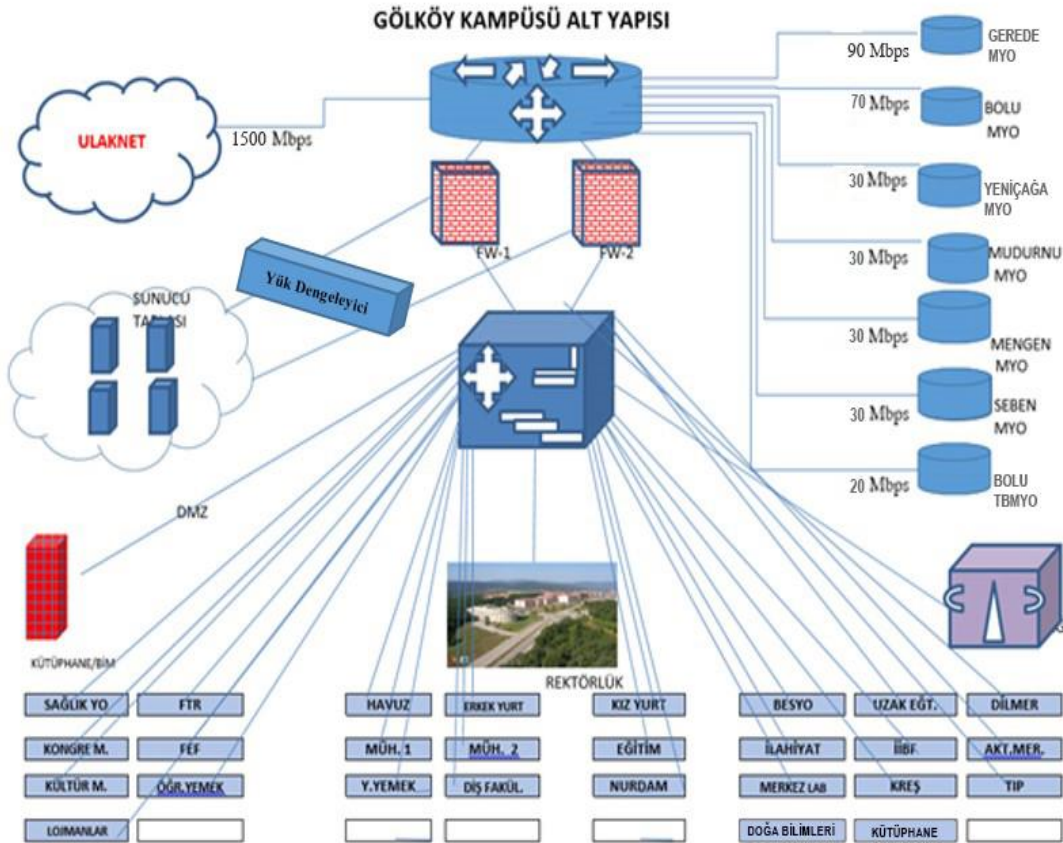 GÖLKÖY KAMPÜSÜ ALT YAPISI
ULAKNET
1500 Mbps
90 Mbps
GEREDE
MYO
70 Mbps
BOLU
MYO
30 Mbps
YENİÇAĞA
MYO
30 Mbps
MUDURNU
MYO
30 Mbps
MENGEN
MYO
30 Mbps
SEBEN
MYO
20 Mbps
BOLU
TBMYO
FW-1
FW-2
Yük Dengeleyici
SUNUCU
DMZ
KÜTÜPHANE/BİM
REKTÖRLÜK
SAĞLIK YO
FTR
HAVUZ
ERKEK YURT
KIZ YURT
BESYO
UZAK EĞT.
DİLMER
KONGRE M.
FEF
MÜH. 1
MÜH. 2
EĞİTİM
İLAHİYAT
İİBF.
AKT.MER.
KÜLTÜR M.
ÖĞR.YEMEK
Y.YEMEK
DİŞ FAKÜL.
NURDAM
MERKEZ LAB
KREŞ
TIP
LOJMANLAR
DOĞA BİLİMLERİ
KÜTÜPHANE